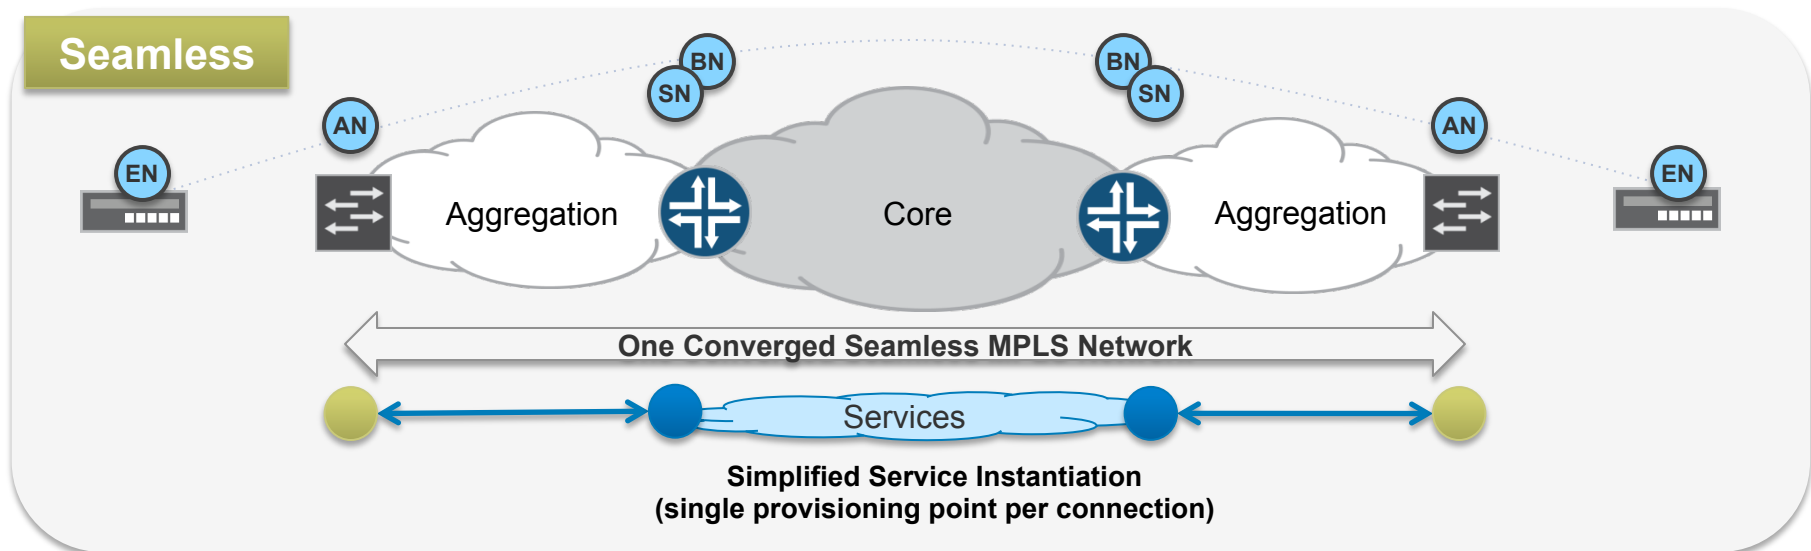 Seamless
BN
BN
SN
SN
AN
AN
EN
EN
Aggregation
Core
Aggregation
One Converged Seamless MPLS Network
Services
Simplified Service Instantiation
(single provisioning point per connection)